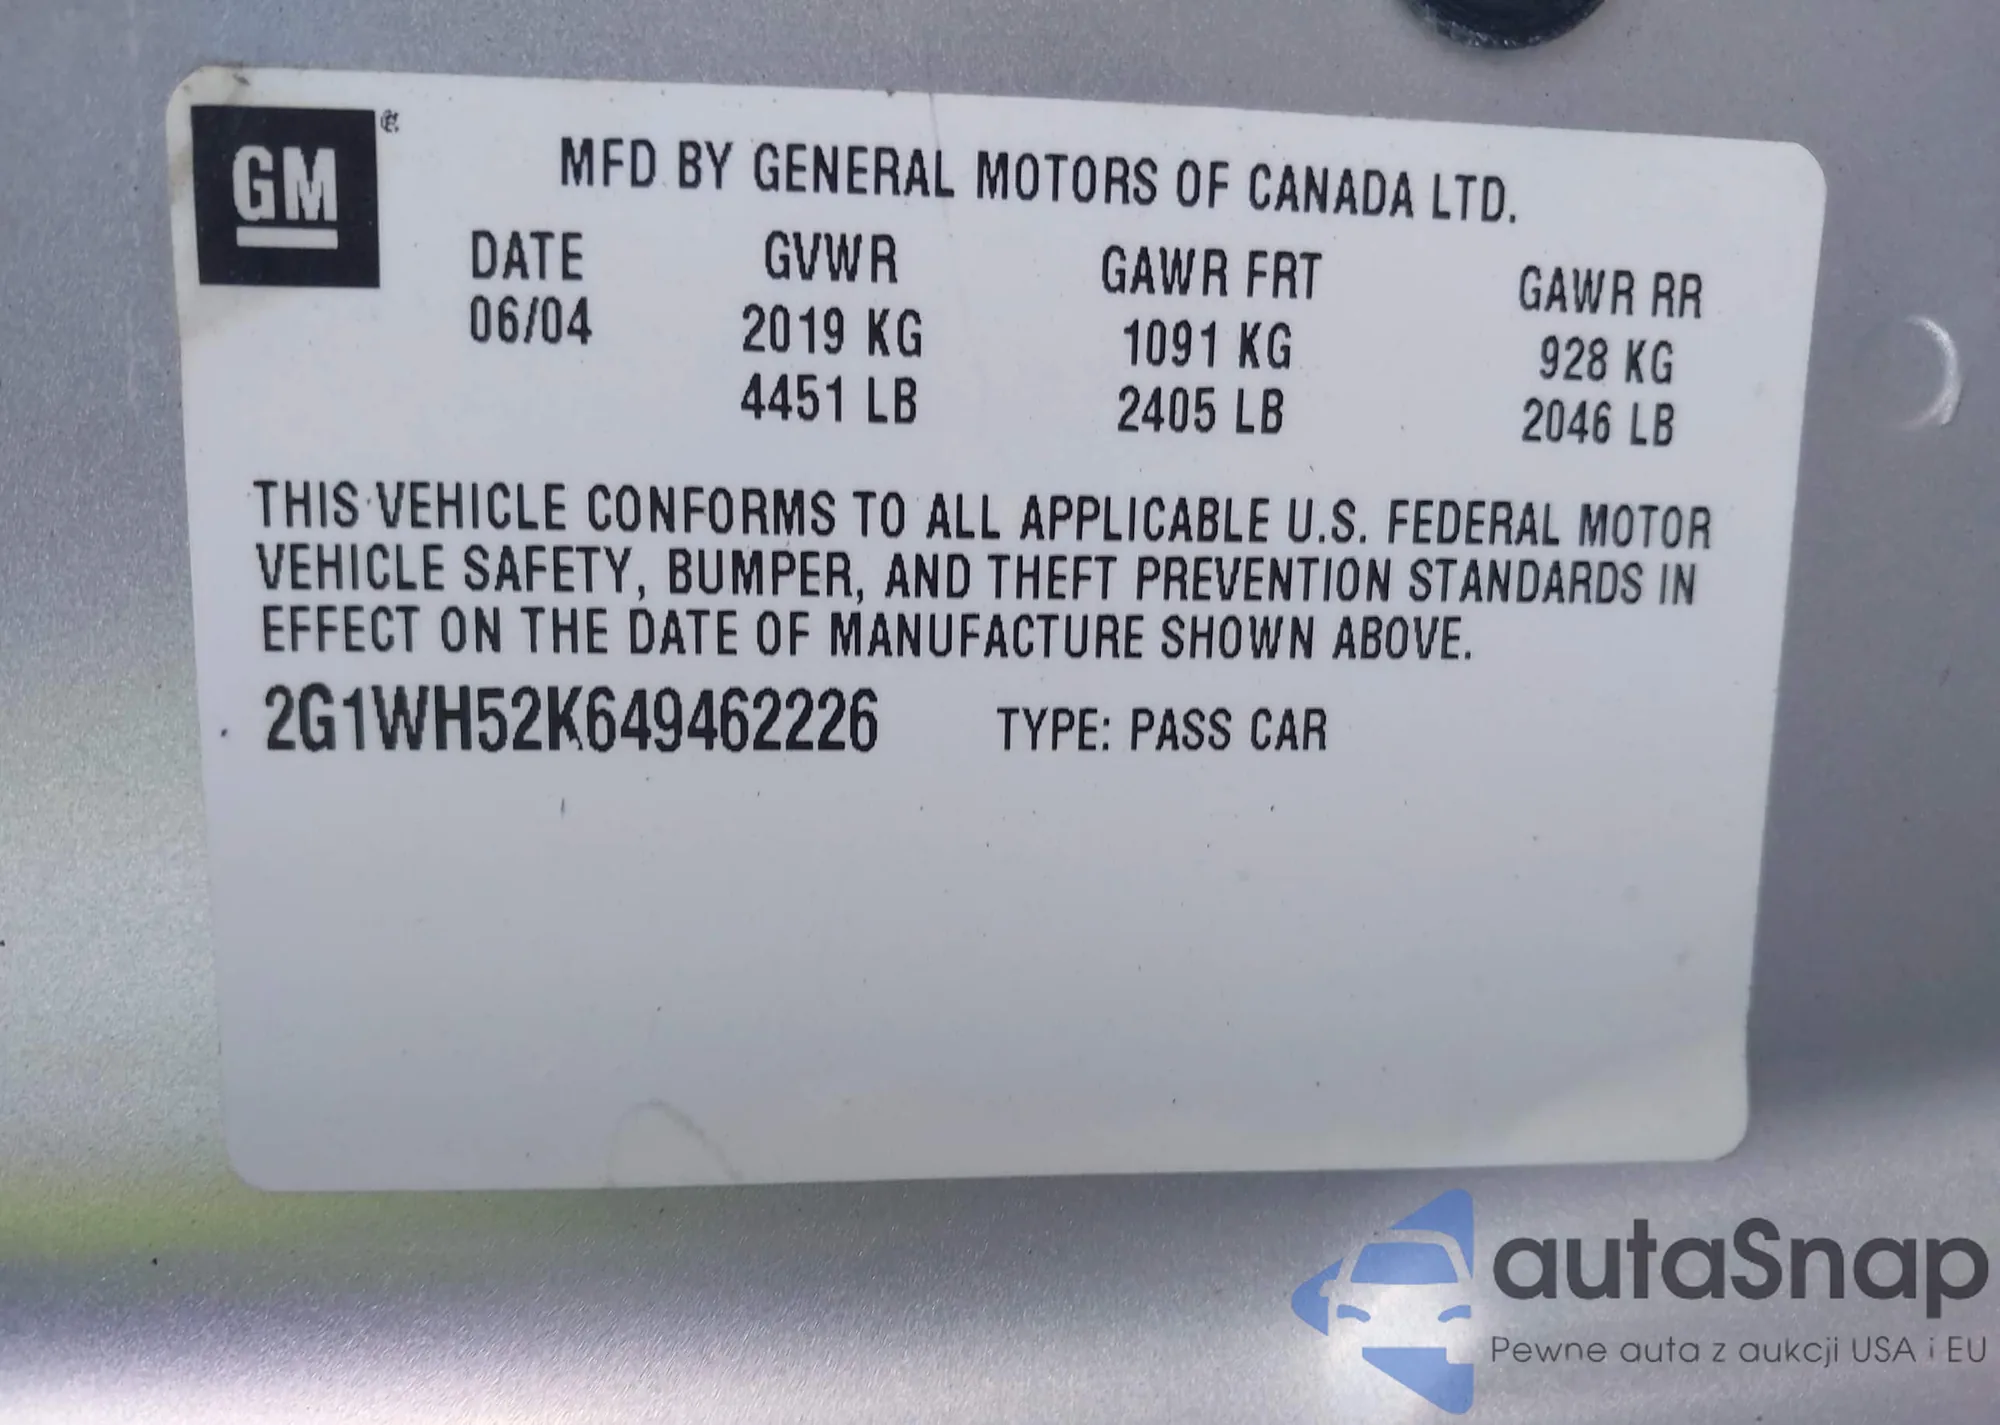 GM
MFD BY GENERAL MOTORS OF CANADA LTD.
DATE GVWR GAWR FRT GAWR RR
06/04 2019 KG 1091 KG 928 KG
4451 LB 2405 LB 2046 LB
THIS VEHICLE CONFORMS TO ALL APPLICABLE U.S. FEDERAL MOTOR
VEHICLE SAFETY, BUMPER, AND THEFT PREVENTION STANDARDS IN
EFFECT ON THE DATE OF MANUFACTURE SHOWN ABOVE.
2G1WH52K649462226 TYPE: PASS CAR
autaSnap
Pewne auta z aukcji USA i EU